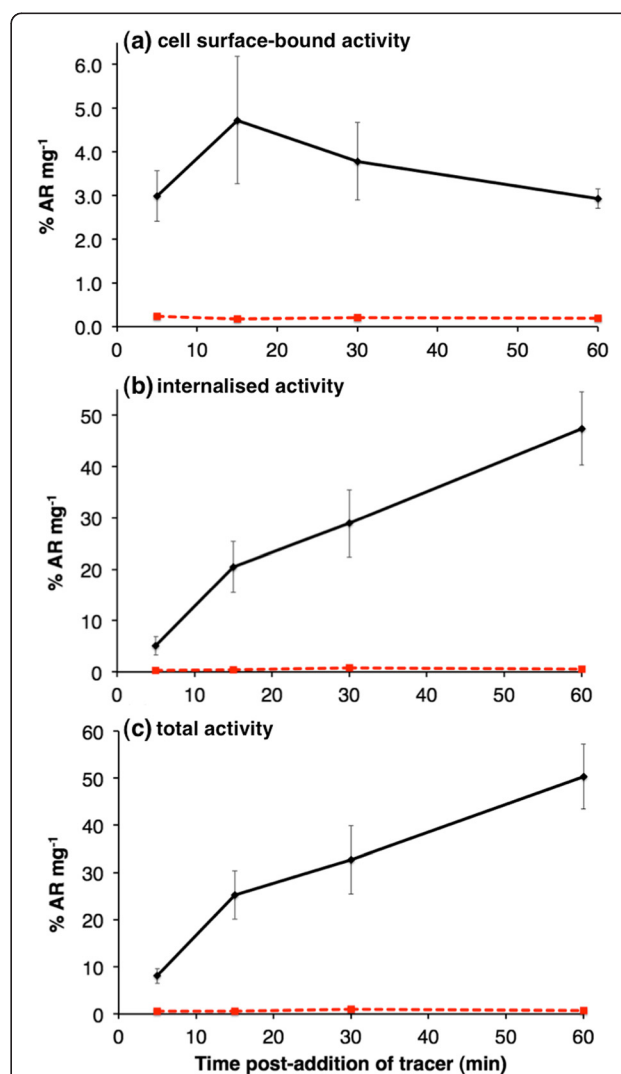 (a) cell surface-bound activity
6.0
5.0
4.0
3.0
2.0
1.0
0.0
% AR mg⁻¹
0 10 20 30 40 50 60
(b) internalised activity
50
40
30
20
10
0
% AR mg⁻¹
0 10 20 30 40 50 60
(c) total activity
60
50
40
30
20
10
0
% AR mg⁻¹
0 10 20 30 40 50 60
Time post-addition of tracer (min)